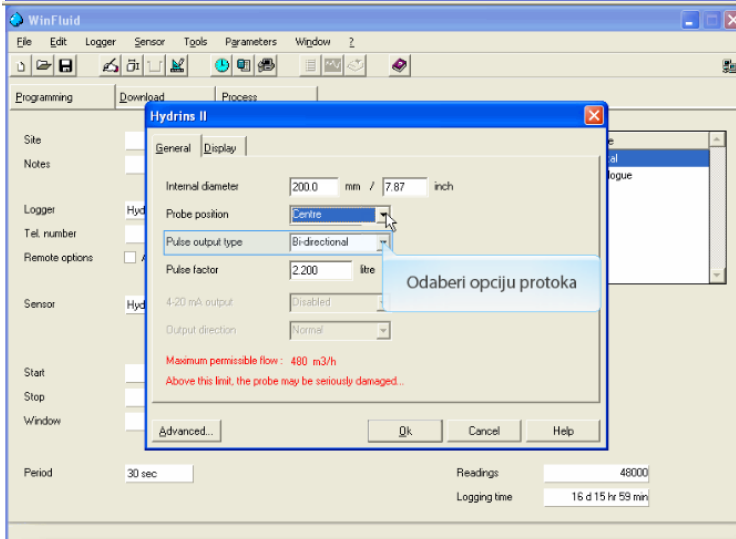 WinFluid
File Edit Logger Sensor Tools Parameters Window ?
Programming Download Process
Hydrins II
General Display
Site
Notes
Internal diameter 200.0 mm / 7.87 inch
Probe position Centre
Logger Hyd
Pulse output type Bi-directional
Tel. number
Remote options
Pulse factor 2.200 litre
Odaberi opciju protoka
Sensor Hyd
4-20 mA output Disabled
Output direction Normal
Maximum permissible flow : 480 m3/h
Above this limit, the probe may be seriously damaged...
Start
Stop
Window
Advanced... Ok Cancel Help
Period 30 sec
Readings 48000
Logging time 16 d 15 hr 59 min